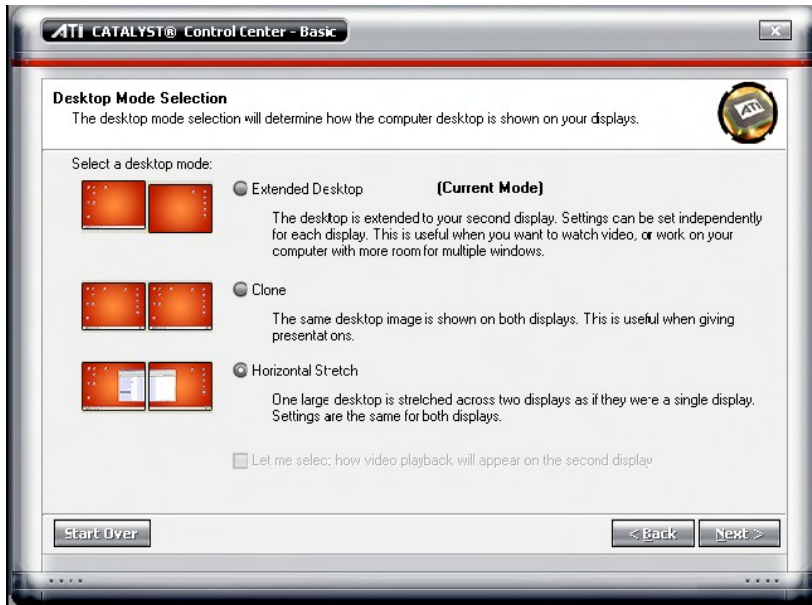 ATI CATALYST® Control Center - Basic
Desktop Mode Selection
The desktop mode selection will determine how the computer desktop is shown on your displays.
ATI
Select a desktop mode:
Extended Desktop (Current Mode)
The desktop is extended to your second display. Settings can be set independently
for each display. This is useful when you want to watch video, or work on your
computer with more room for multiple windows.
Clone
The same desktop image is shown on both displays. This is useful when giving
presentations.
Horizontal Stretch
One large desktop is stretched across two displays as if they were a single display.
Settings are the same for both displays.
Let me select how video playback will appear on the second display
Start Over < Back Next >